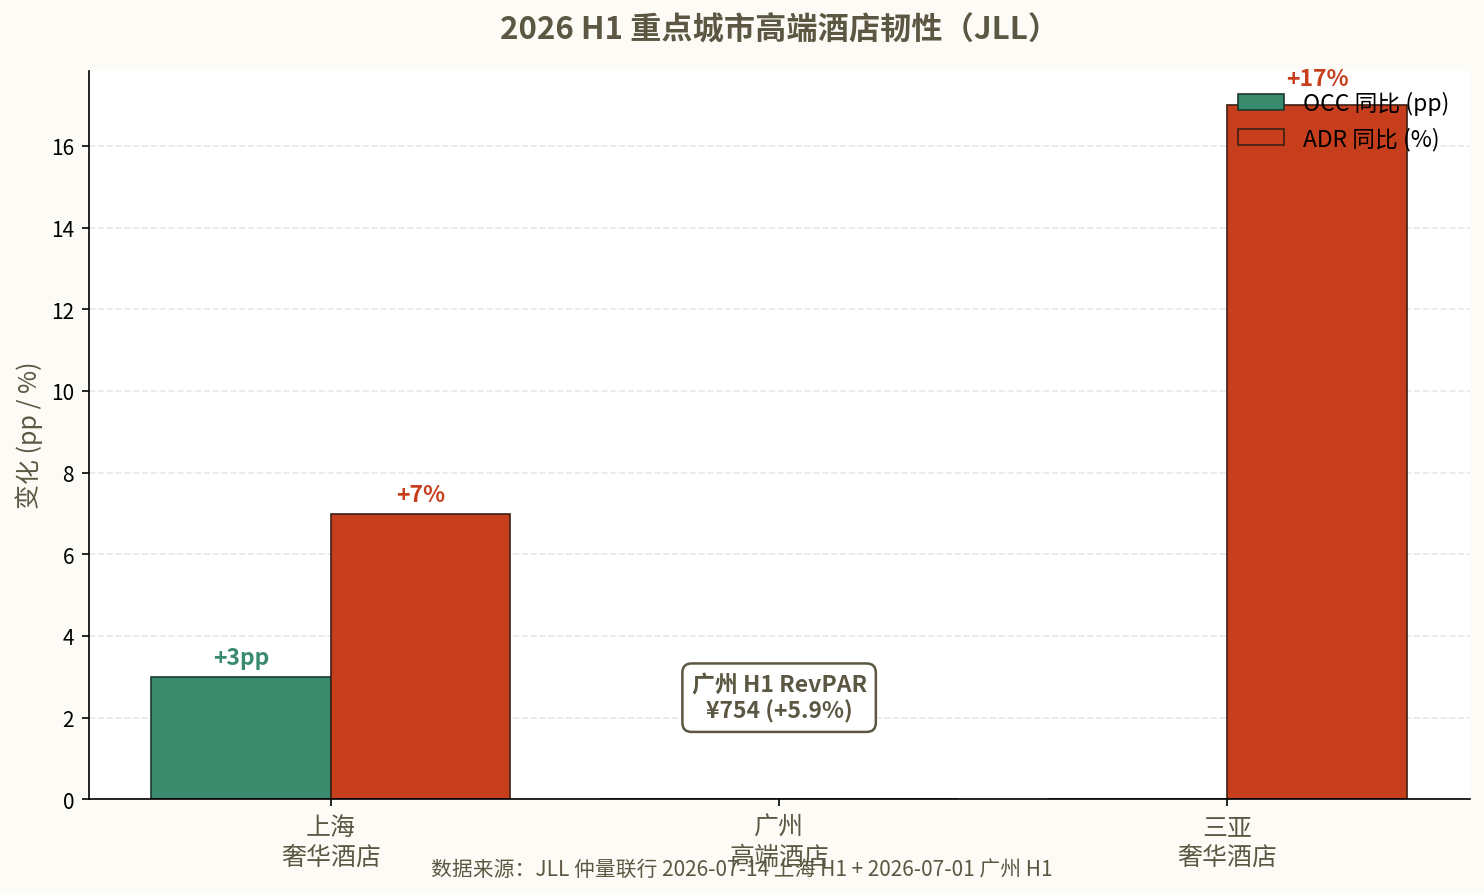 2026 H1 重点城市高端酒店韧性（JLL）
+17%
OCC 同比 (pp)
ADR 同比 (%)
16
14
12
10
8
6
4
2
0
变化 (pp / %)
+7%
+3pp
广州 H1 RevPAR
¥754 (+5.9%)
上海
奢华酒店
广州
高端酒店
三亚
奢华酒店
数据来源：JLL 仲量联行 2026-07-14 上海 H1 + 2026-07-01 广州 H1